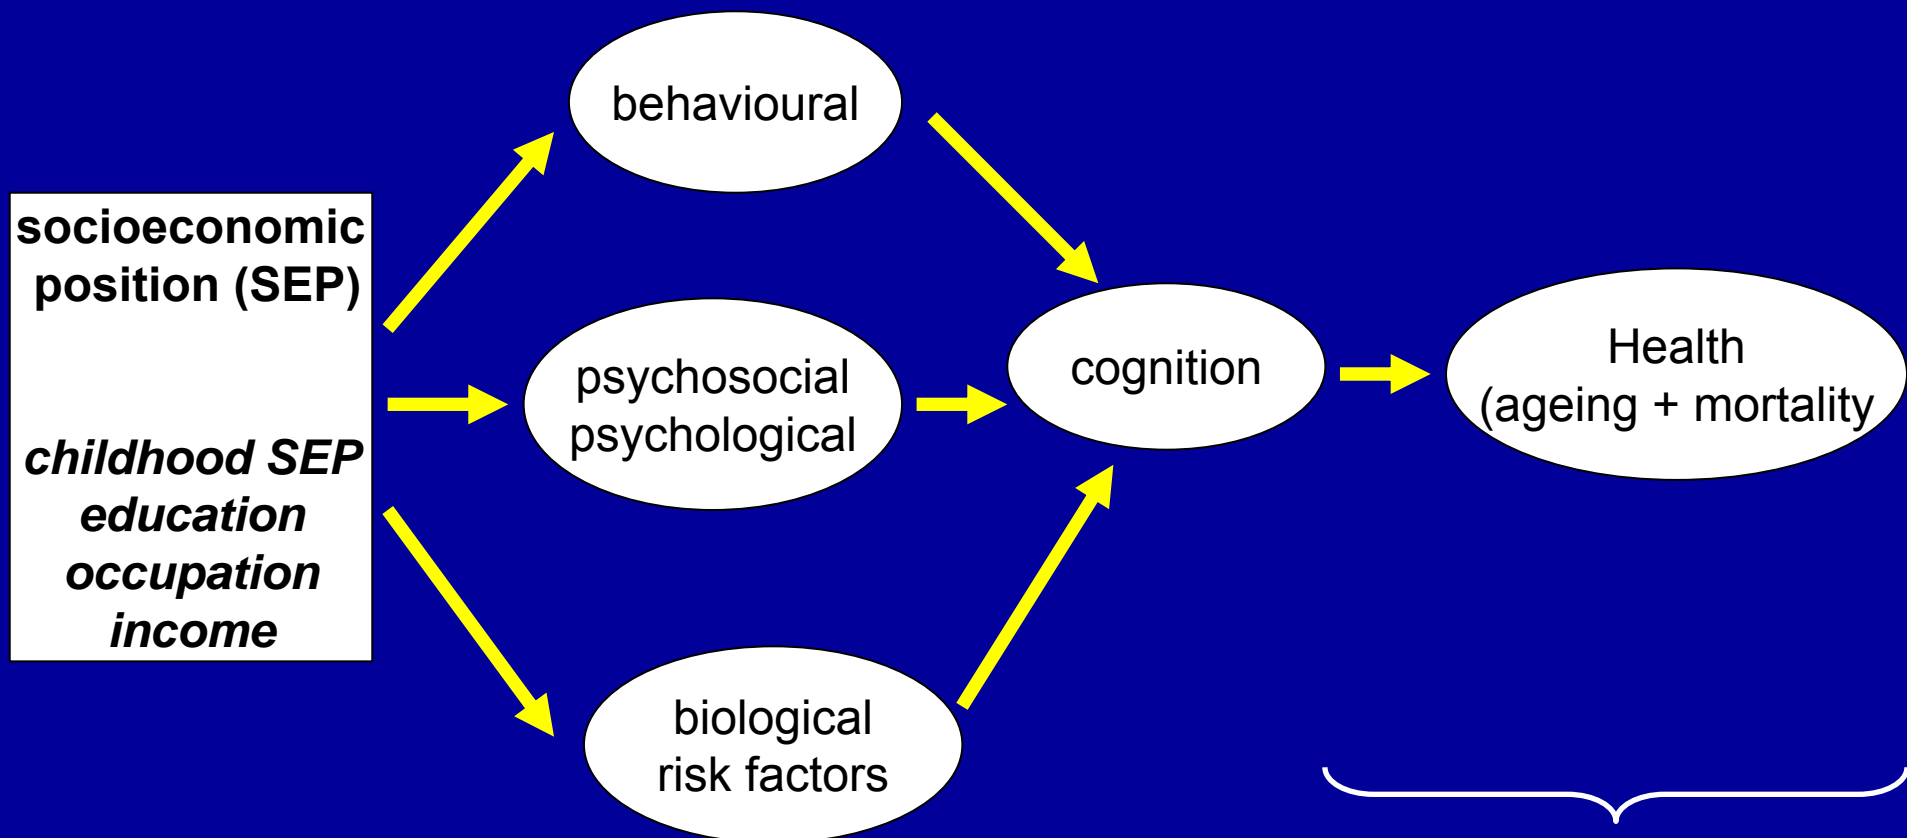 socioeconomic
position (SEP)
childhood SEP
education
occupation
income
behavioural
psychosocial
psychological
biological
risk factors
cognition
Health
(ageing + mortality